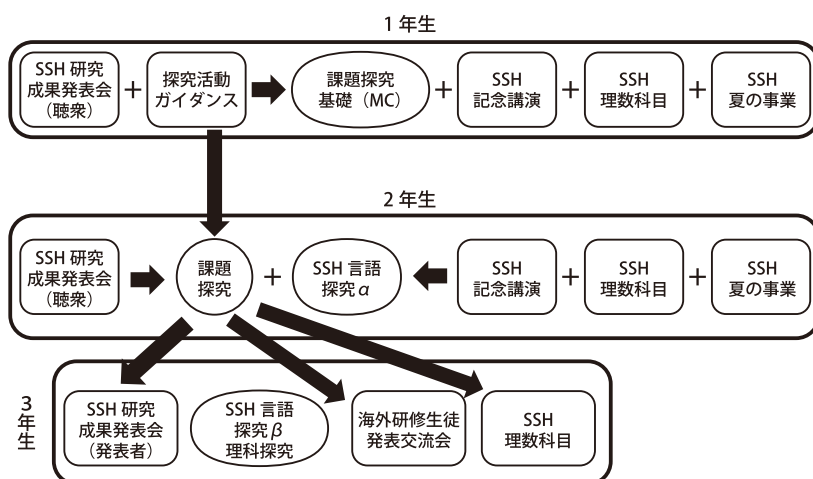 1年生
SSH 研究
成果発表会
（聴衆）
+
探究活動
ガイダンス
課題探究
基礎（MC）
+
SSH
記念講演
+
SSH
理数科目
+
SSH
夏の事業
2年生
SSH 研究
成果発表会
（聴衆）
課題
探究
+
SSH 言語
探究α
SSH
記念講演
+
SSH
理数科目
+
SSH
夏の事業
3年生
SSH 研究
成果発表会
（発表者）
SSH 言語
探究β
理科探究
海外研修生徒
発表交流会
SSH
理数科目